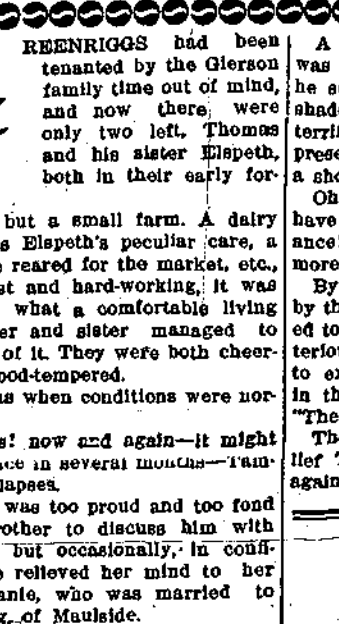 REENRIGGS had been
tenanted by the Gierson
family time out of mind,
and now there were
only two left, Thomas
and his sister Elspeth,
both in their early for-
but a small farm. A dairy
s Elspeth's peculiar care, a
reared for the market, etc.,
st and hard-working, it was
what a comfortable living
er and sister managed to
of it. They were both cheer-
ood-tempered.
as when conditions were nor-
s! now and again—it might
ce in several months—Tam-
lapses.
was too proud and too fond
rother to discuss him with
but occasionally, in confi-
e relieved her mind to her
anie, who was married to
g, of Maulside.
A
was
he s
shad
terri
prese
a sho
Oh
have
ance
more
By
by th
ed to
terio
to e
in th
"The
Th
lief
again